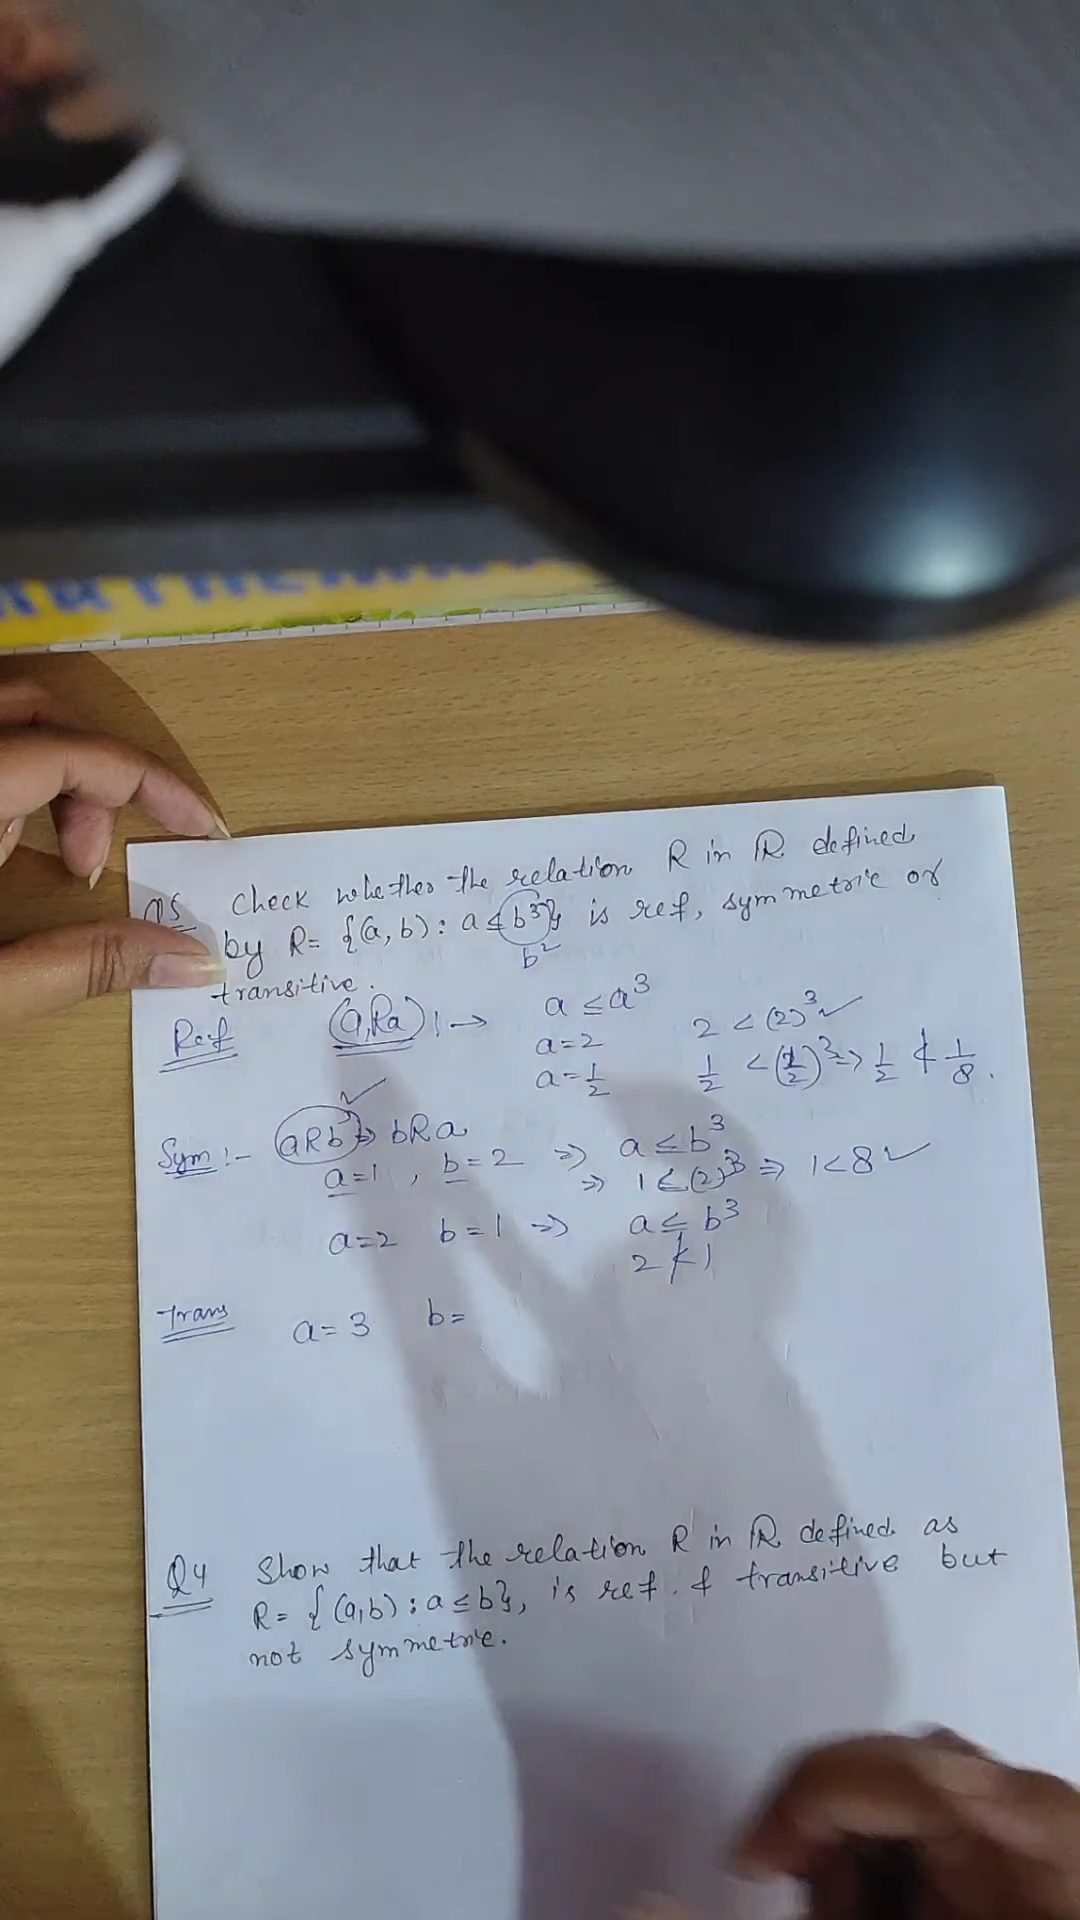 Q5 Check whether the relation R in ℝ defined
by R= {(a,b): a ≤ b³} is ref, symmetric or
b²
transitive.
Ref (a,Ra) :→ a ≤ a³
a=2 2 < (2)³ ✓
a=1/2 1/2 < (1/2)³ ⇒ 1/2 ≮ 1/8.
Sym :- aRb ⇒ bRa
a=1, b=2 ⇒ a ≤ b³
⇒ 1 ≤ (2)³ ⇒ 1<8 ✓
a=2 b=1 ⇒ a ≤ b³
2 ≮ 1
Trans a=3 b=
Q4 Show that the relation R in ℝ defined as
R= {(a,b): a ≤ b}, is ref. & transitive but
not symmetric.